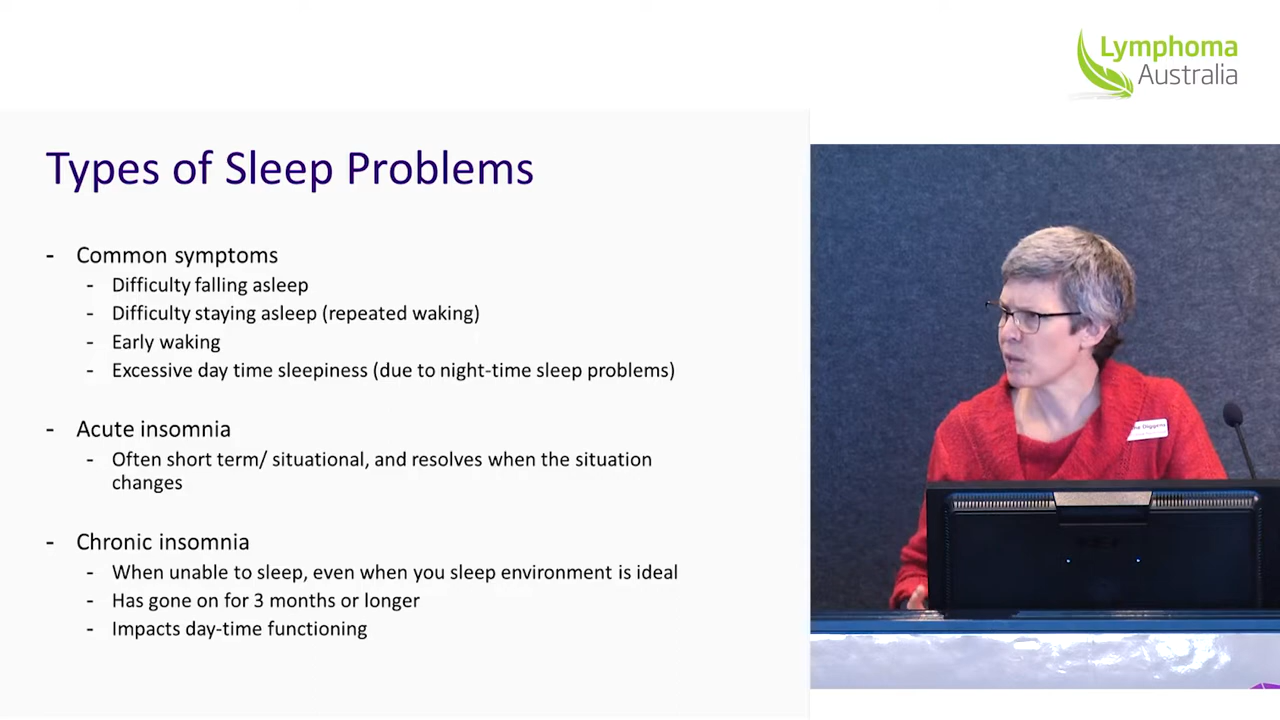 Lymphoma
Australia
Types of Sleep Problems
- Common symptoms
- Difficulty falling asleep
- Difficulty staying asleep (repeated waking)
- Early waking
- Excessive day time sleepiness (due to night-time sleep problems)
- Acute insomnia
- Often short term/ situational, and resolves when the situation
changes
- Chronic insomnia
- When unable to sleep, even when you sleep environment is ideal
- Has gone on for 3 months or longer
- Impacts day-time functioning